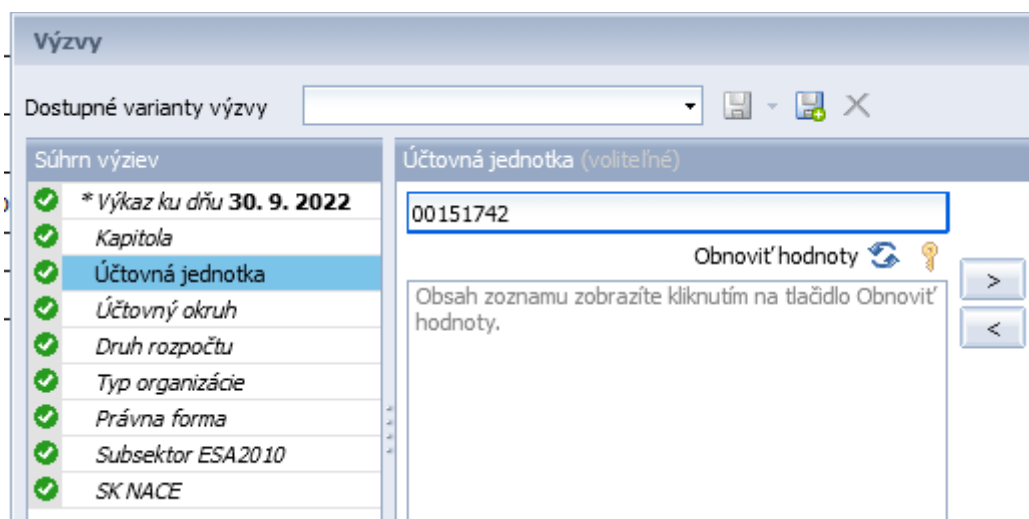 Výzvy
Dostupné varianty výzvy
Súhrn výziev
* Výkaz ku dňu 30. 9. 2022
Kapitola
Účtovná jednotka
Účtovný okruh
Druh rozpočtu
Typ organizácie
Právna forma
Subsektor ESA2010
SK NACE
Účtovná jednotka (voliteľné)
00151742
Obnoviť hodnoty
Obsah zoznamu zobrazíte kliknutím na tlačidlo Obnoviť
hodnoty.
>
<